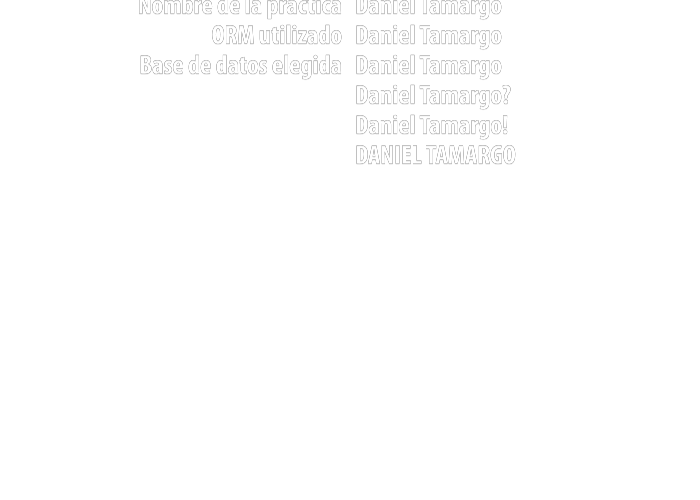 Nombre de la práctica Daniel Tamargo
ORM utilizado Daniel Tamargo
Base de datos elegida Daniel Tamargo
Daniel Tamargo?
Daniel Tamargo!
DANIEL TAMARGO